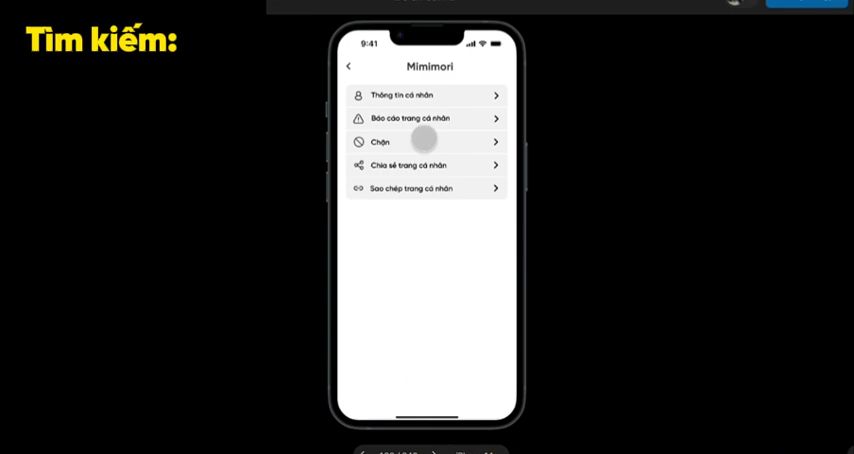 Tìm kiếm:
9:41
Mimimori
Thông tin cá nhân
Báo cáo trang cá nhân
Chặn
Chia sẻ trang cá nhân
Sao chép trang cá nhân